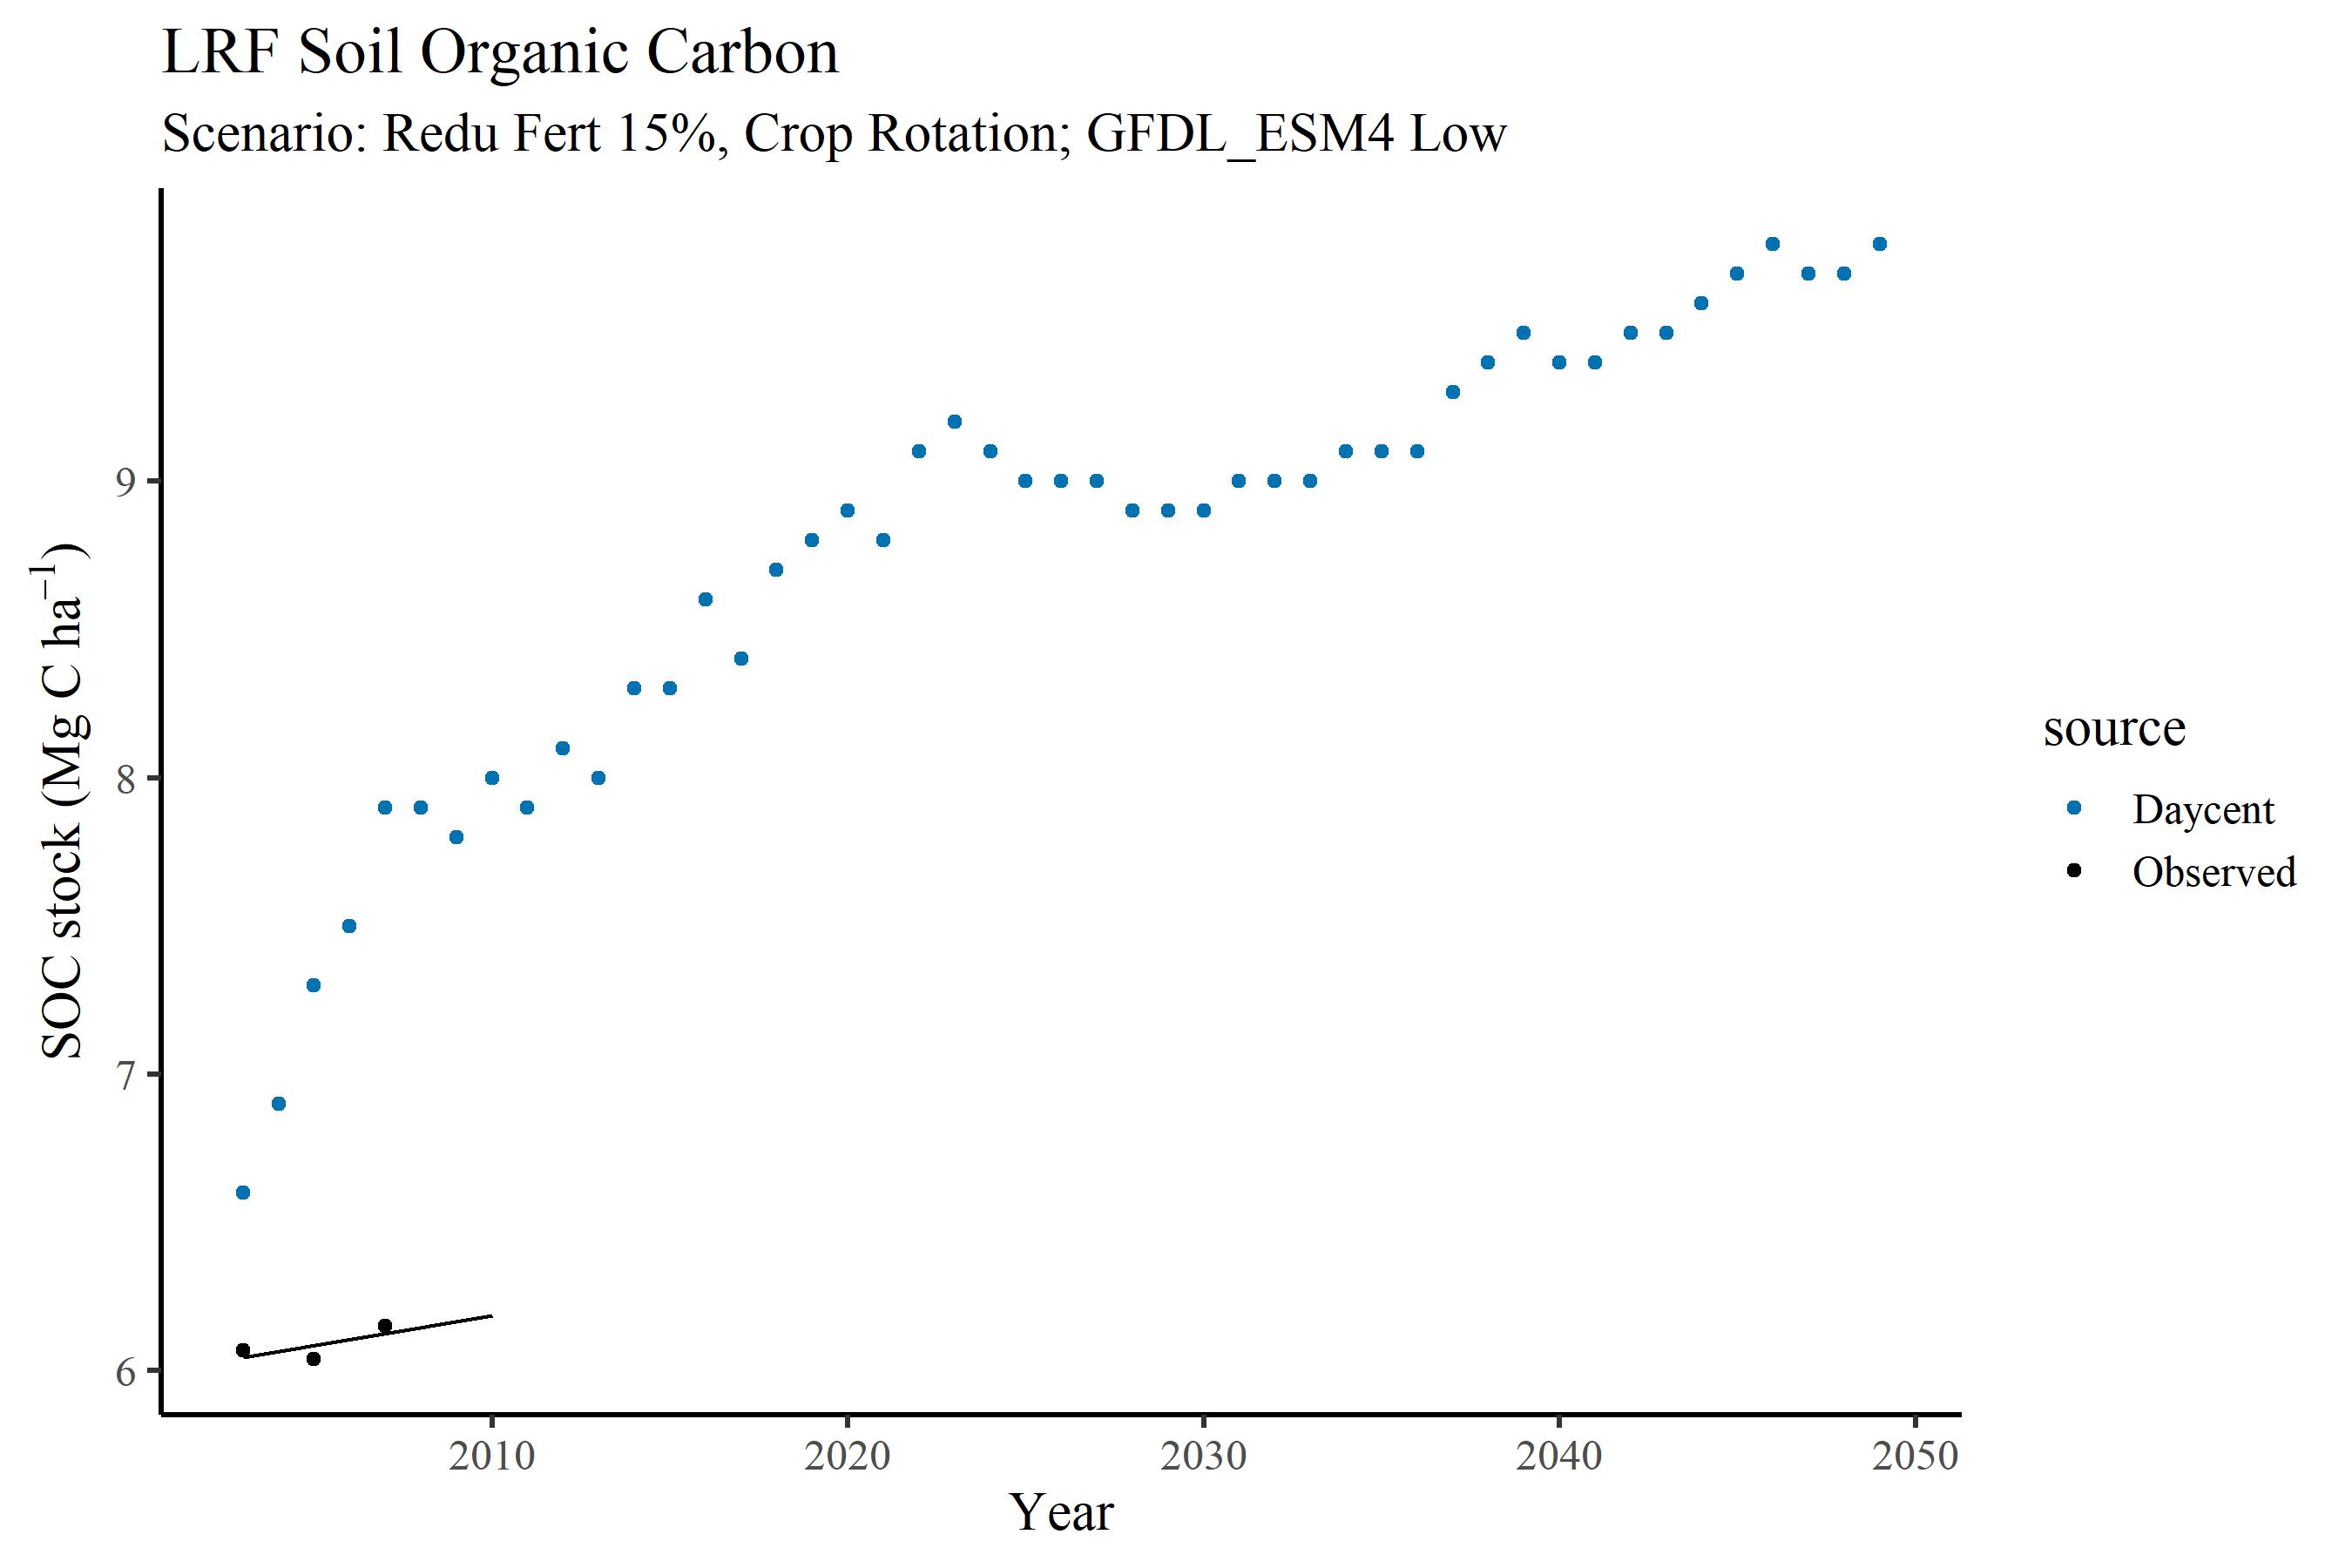 LRF Soil Organic Carbon
Scenario: Redu Fert 15%, Crop Rotation; GFDL_ESM4 Low
SOC stock (Mg C ha⁻¹)
9
8
7
6
2010 2020 2030 2040 2050
Year
source
Daycent
Observed